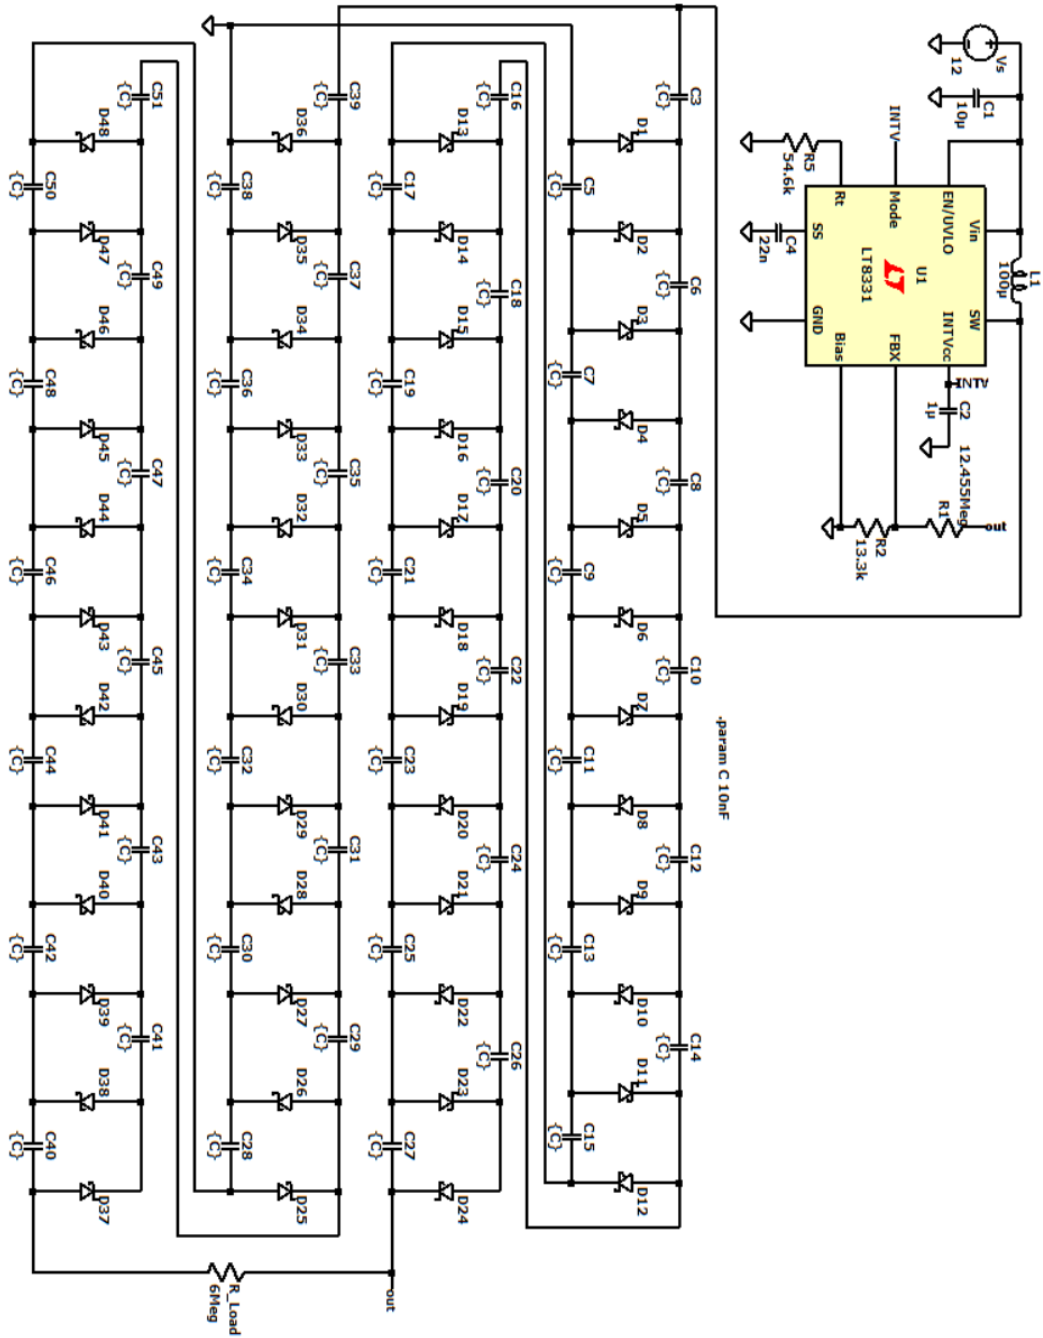 L1
100µ
Vs
12
C1
10µ
EN/UVLO
Vin
SW
INTVcc
INTV
C2
1µ
INTV
Mode
U1
LT8331
FBX
R1
12.455Meg
out
R5
54.6k
Rt
SS
GND
Bias
R2
13.3k
C4
22n
.param C 10nF
C3 C6 C8 C10 C12 C14
{C} {C} {C} {C} {C} {C}
D1 D2 D3 D4 D5 D6 D7 D8 D9 D10 D11 D12
C5 C7 C9 C11 C13 C15
{C} {C} {C} {C} {C} {C}
C16 C18 C20 C22 C24 C26
{C} {C} {C} {C} {C} {C}
D13 D14 D15 D16 D17 D18 D19 D20 D21 D22 D23 D24
C17 C19 C21 C23 C25 C27
{C} {C} {C} {C} {C} {C}
out
C39 C37 C35 C33 C31 C29
{C} {C} {C} {C} {C} {C}
D36 D35 D34 D33 D32 D31 D30 D29 D28 D27 D26 D25
C38 C36 C34 C32 C30 C28
{C} {C} {C} {C} {C} {C}
R_Load
6Meg
C51 C49 C47 C45 C43 C41
{C} {C} {C} {C} {C} {C}
D48 D47 D46 D45 D44 D43 D42 D41 D40 D39 D38 D37
C50 C48 C46 C44 C42 C40
{C} {C} {C} {C} {C} {C}